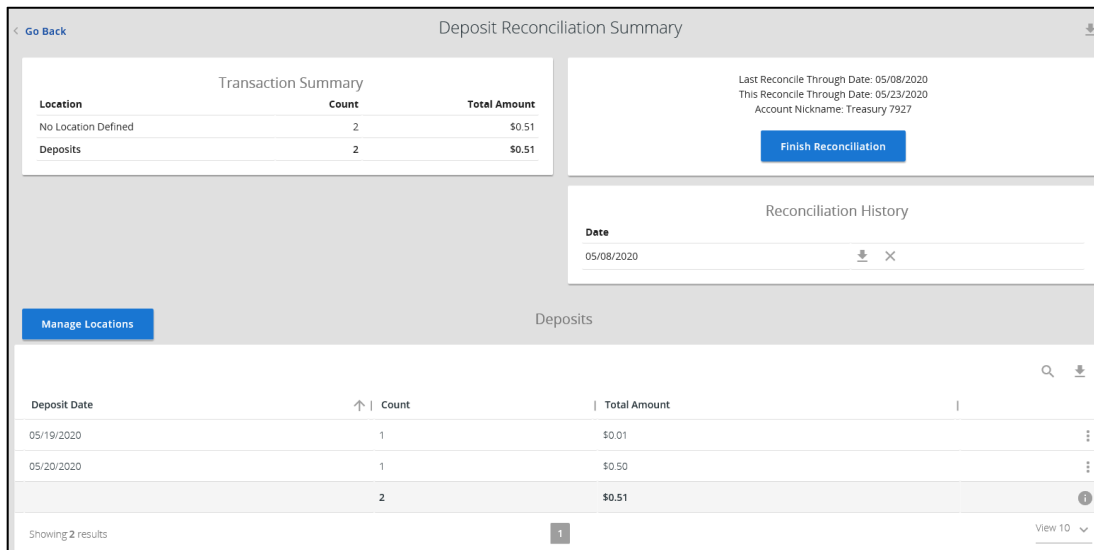 Go Back
Deposit Reconciliation Summary
Transaction Summary
Location Count Total Amount
No Location Defined 2 $0.51
Deposits 2 $0.51
Last Reconcile Through Date: 05/08/2020
This Reconcile Through Date: 05/23/2020
Account Nickname: Treasury 7927
Finish Reconciliation
Reconciliation History
Date
05/08/2020
Manage Locations
Deposits
Deposit Date Count Total Amount
05/19/2020 1 $0.01
05/20/2020 1 $0.50
2 $0.51
Showing 2 results
1
View 10